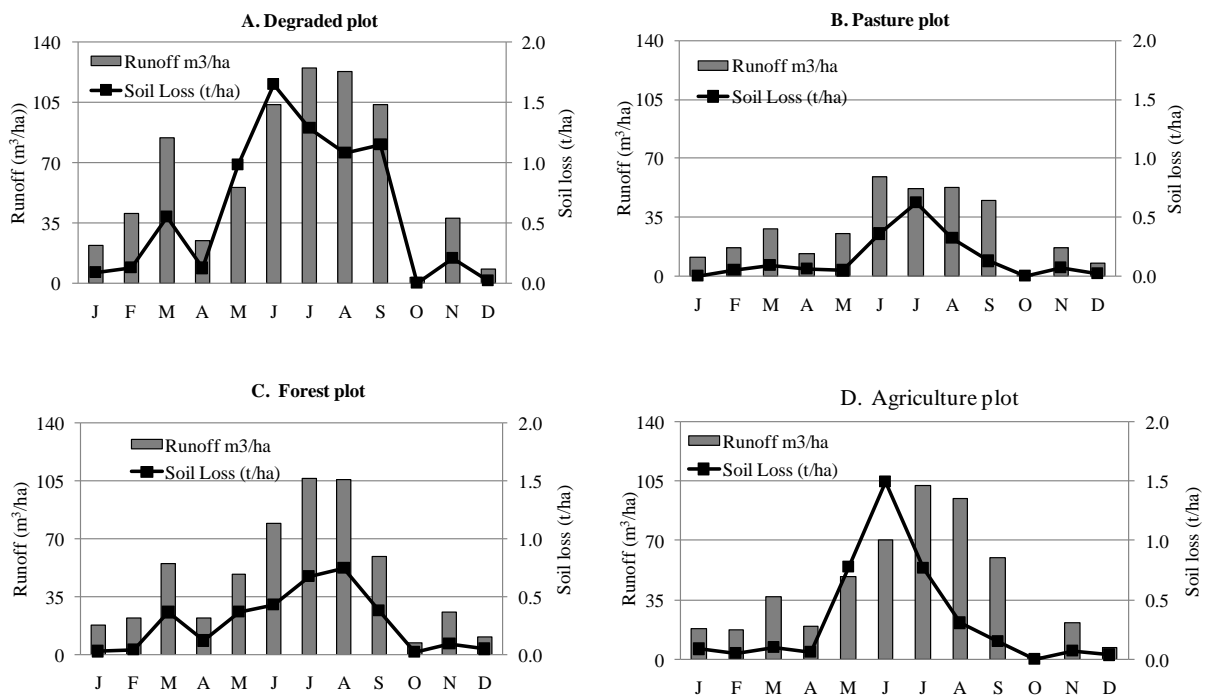 A. Degraded plot
140
105
70
35
0
2.0
1.5
1.0
0.5
0.0
Runoff m3/ha
Soil Loss (t/ha)
Runoff (m³/ha))
Soil loss (t/ha)
J F M A M J J A S O N D
B. Pasture plot
140
105
70
35
0
2.0
1.5
1.0
0.5
0.0
Runoff m3/ha
Soil Loss (t/ha)
Runoff (m³/ha)
Soil loss (t/ha)
J F M A M J J A S O N D
C. Forest plot
140
105
70
35
0
2.0
1.5
1.0
0.5
0.0
Runoff m3/ha
Soil Loss (t/ha)
Runoff (m³/ha)
Soil loss (t/ha)
J F M A M J J A S O N D
D. Agriculture plot
140
105
70
35
0
2.0
1.5
1.0
0.5
0.0
Runoff m3/ha
Soil Loss (t/ha)
Runoff (m³/ha)
Soil loss (t/ha)
J F M A M J J A S O N D